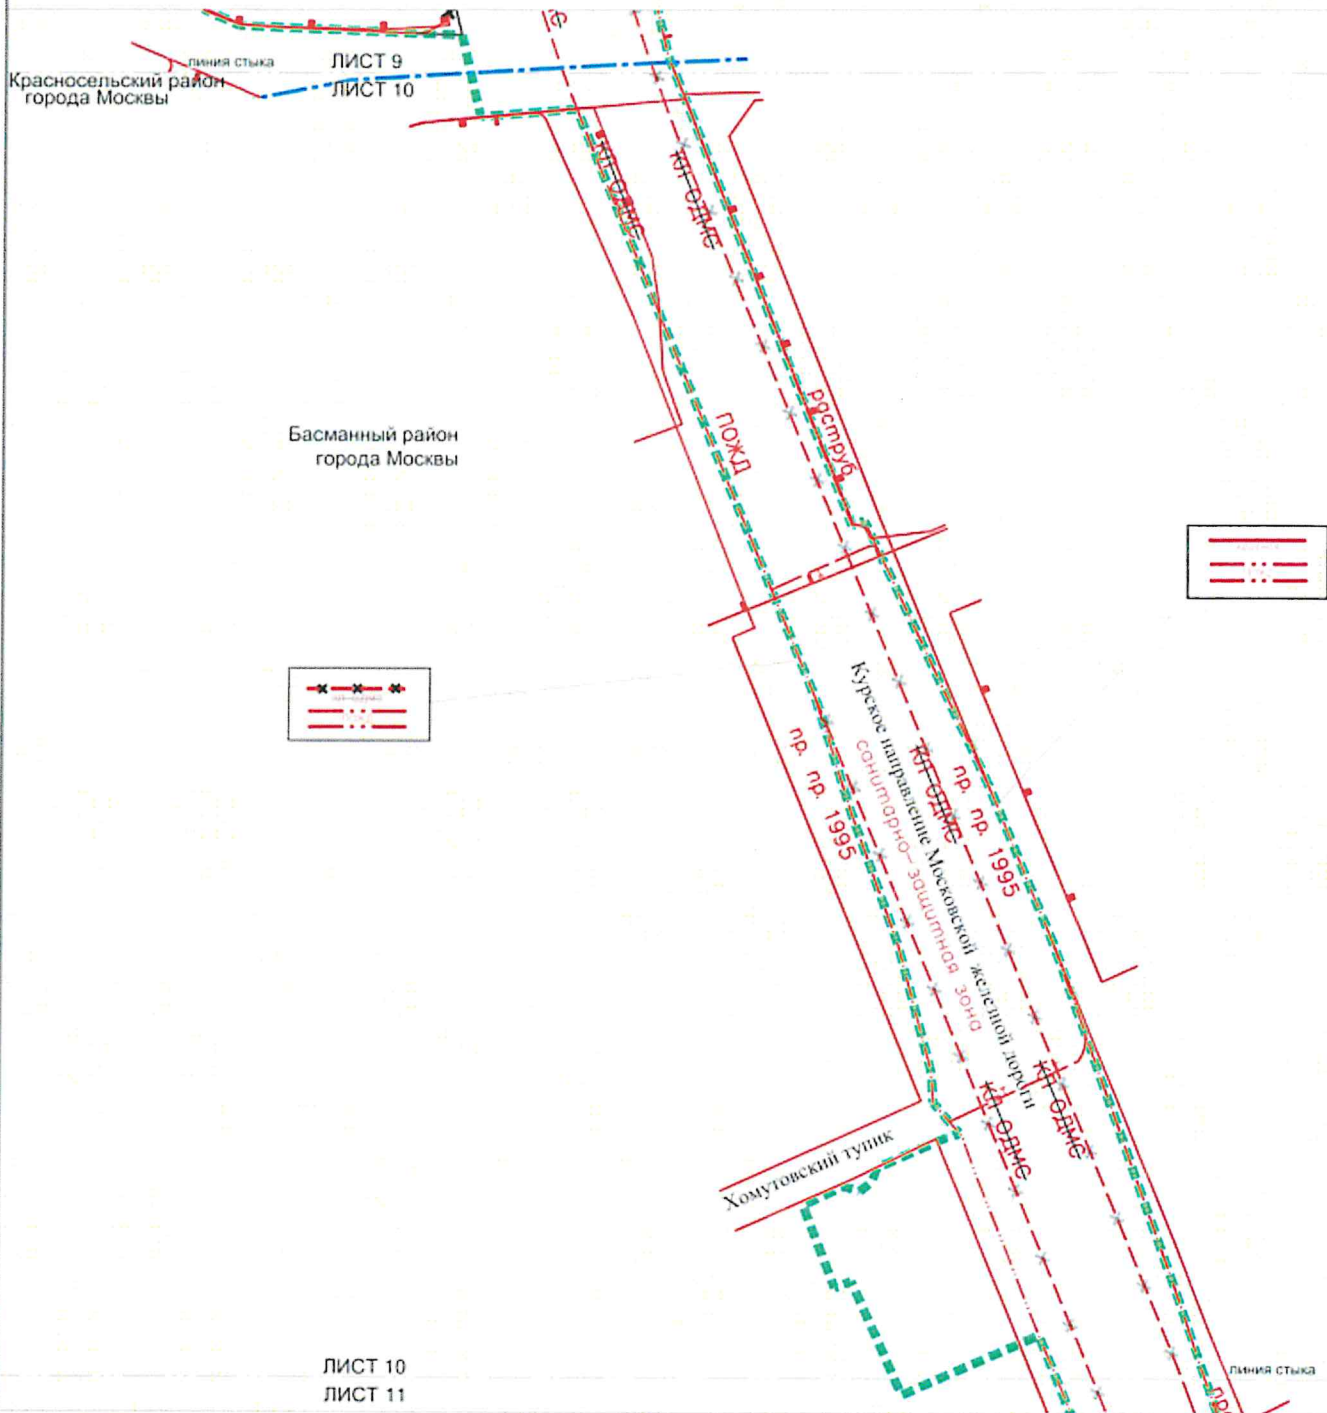 линия стыка
ЛИСТ 9
ЛИСТ 10
Красносельский район
города Москвы
КЛ ОДМС
КЛ ОДМС
раструб
ПОЖД
Басманный район
города Москвы
Курское направление Московской железной дороги
санитарно-защитная зона
пр. пр. 1995
КЛ ОДМС
пр. пр. 1995
КЛ ОДМС
КЛ ОДМС
Хомутовский тупик
ЛИСТ 10
ЛИСТ 11
линия стыка